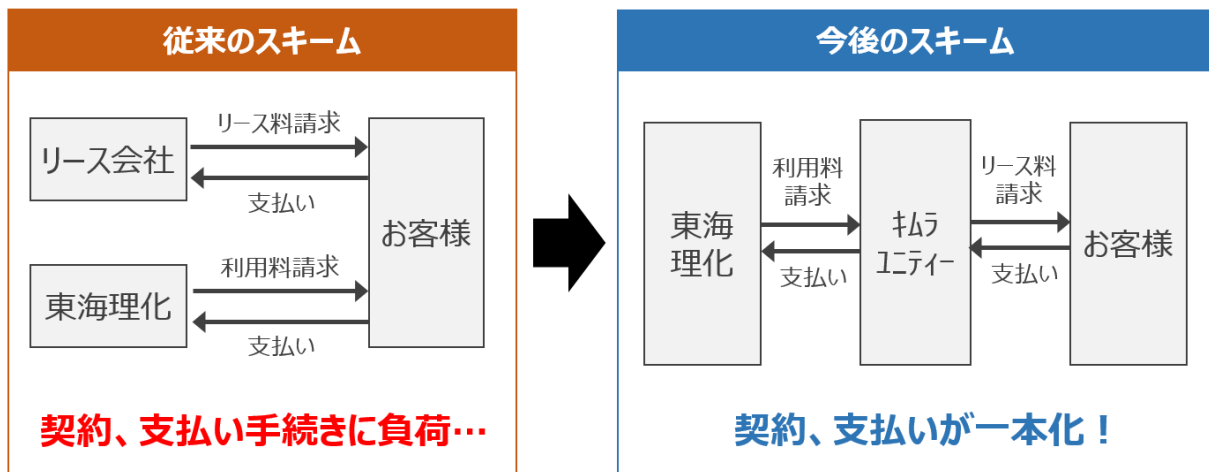 従来のスキーム
リース料請求
リース会社
支払い
お客様
利用料請求
東海理化
支払い
契約、支払い手続きに負荷…
今後のスキーム
東海
理化
利用料
請求
支払い
ｷﾑﾗ
ﾕﾆﾃｨｰ
リース料
請求
支払い
お客様
契約、支払いが一本化！